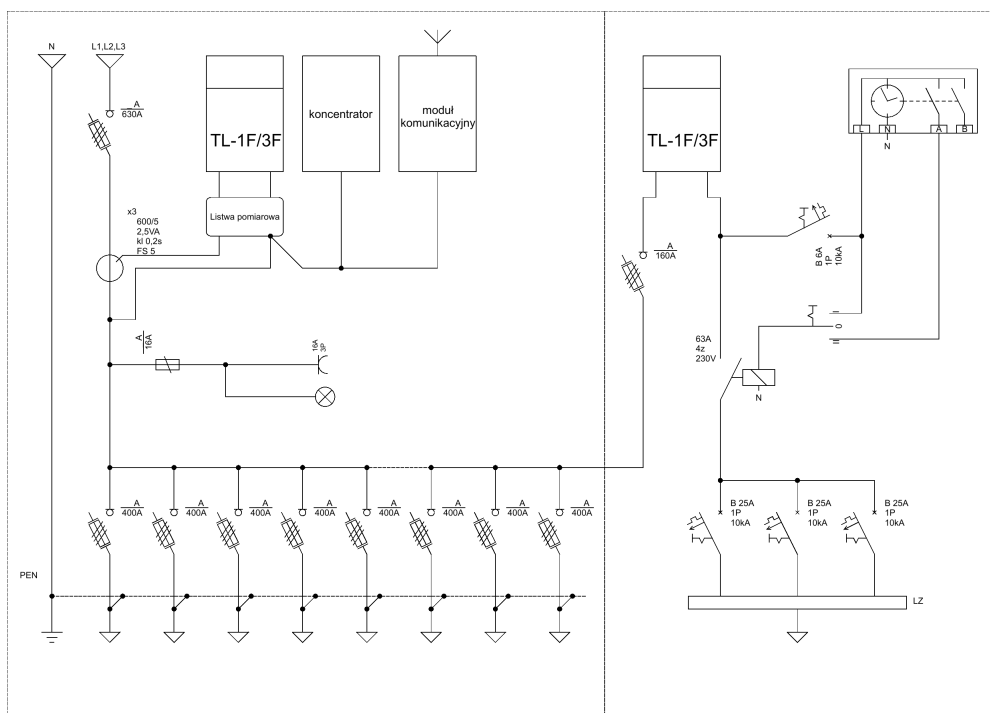 N
L1,L2,L3
_A
630A
TL-1F/3F
koncentrator
moduł
komunikacyjny
Listwa pomiarowa
x3
600/5
2,5VA
kl 0,2s
FS 5
A
16A
16A
3P
A
400A
A
400A
A
400A
A
400A
A
400A
A
400A
A
400A
A
400A
PEN
TL-1F/3F
A
160A
L
N
A
B
N
B 6A
1P
10kA
I
0
II
63A
4z
230V
N
B 25A
1P
10kA
B 25A
1P
10kA
B 25A
1P
10kA
LZ